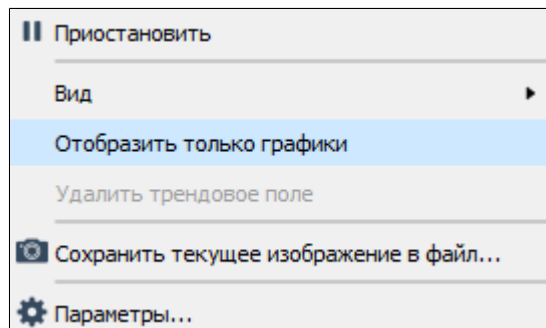 Приостановить
Вид
Отобразить только графики
Удалить трендовое поле
Сохранить текущее изображение в файл...
Параметры...